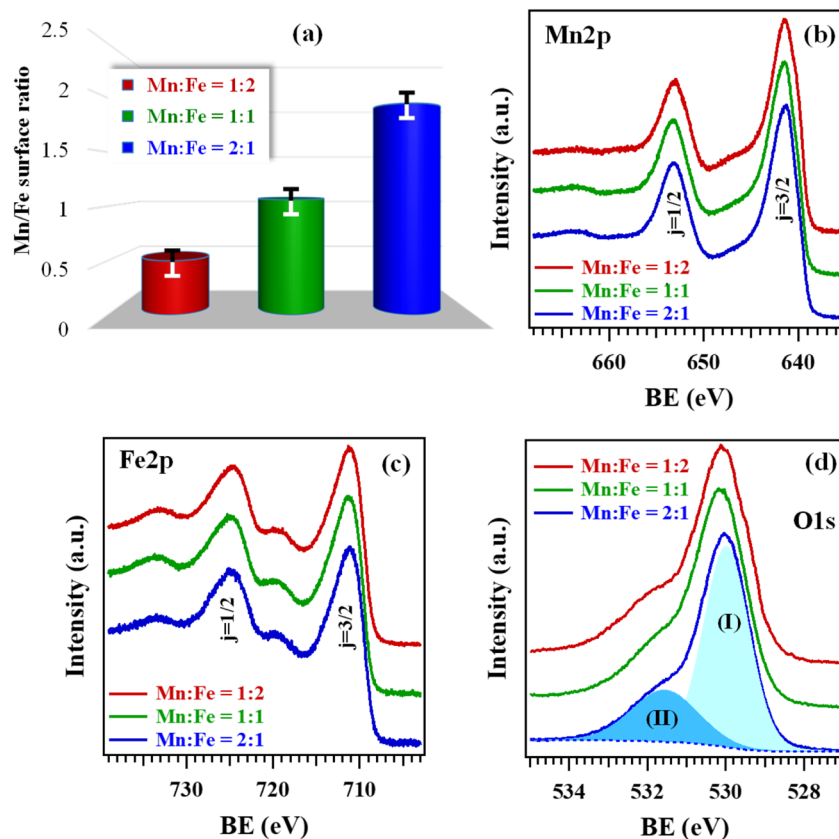 (a)
Mn/Fe surface ratio
2.5
2
1.5
1
0.5
0
Mn:Fe = 1:2
Mn:Fe = 1:1
Mn:Fe = 2:1
Mn2p
(b)
Intensity (a.u.)
j=1/2
j=3/2
Mn:Fe = 1:2
Mn:Fe = 1:1
Mn:Fe = 2:1
660
650
640
BE (eV)
Fe2p
(c)
Intensity (a.u.)
j=1/2
j=3/2
Mn:Fe = 1:2
Mn:Fe = 1:1
Mn:Fe = 2:1
730
720
710
BE (eV)
(d)
Mn:Fe = 1:2
Mn:Fe = 1:1
Mn:Fe = 2:1
O1s
Intensity (a.u.)
(I)
(II)
534
532
530
528
BE (eV)